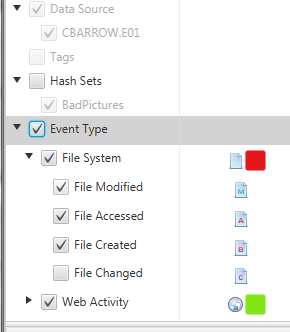 Data Source
CBARROW.E01
Tags
Hash Sets
BadPictures
Event Type
File System
File Modified
M
File Accessed
A
File Created
B
File Changed
C
Web Activity